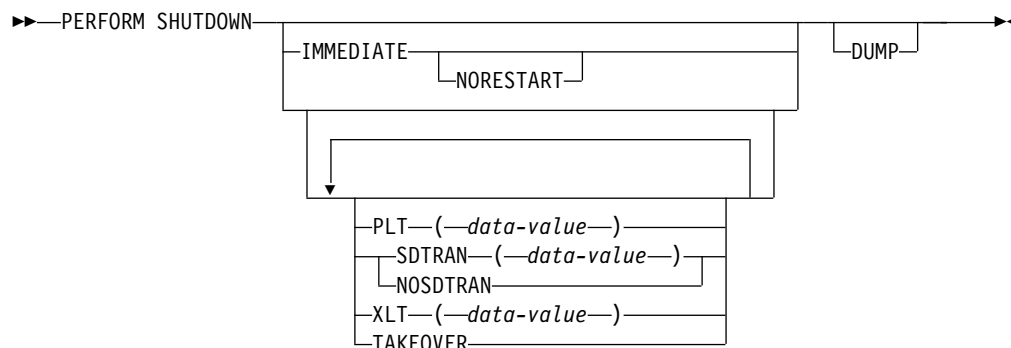 PERFORM SHUTDOWN
IMMEDIATE
DUMP
NORESTART
PLT ( data-value )
SDTRAN ( data-value )
NOSDTRAN
XLT ( data-value )
TAKEOVER